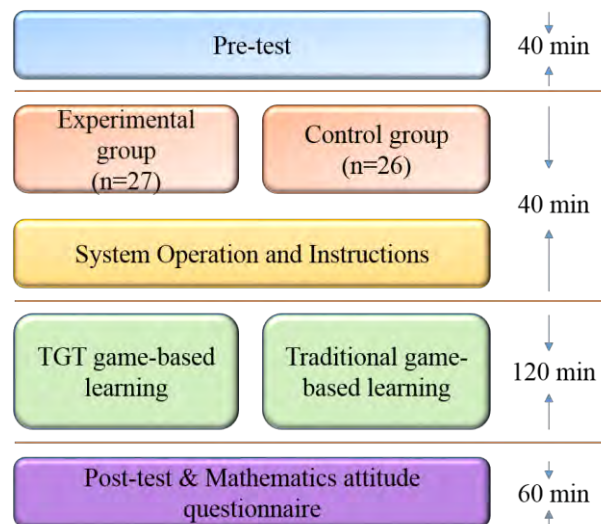 Pre-test
40 min
Experimental
group
(n=27)
Control group
(n=26)
40 min
System Operation and Instructions
TGT game-based
learning
Traditional game-
based learning
120 min
Post-test & Mathematics attitude
questionnaire
60 min